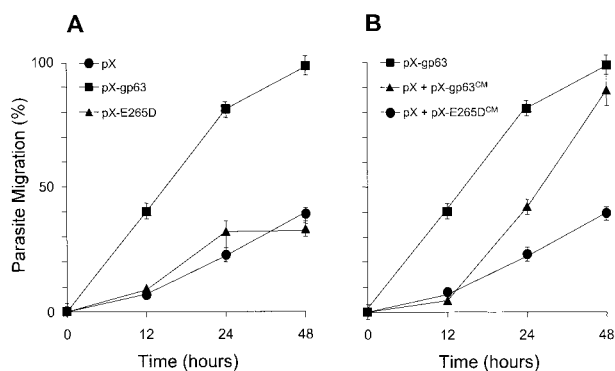 A
B
pX
pX-gp63
pX-E265D
pX-gp63
pX + pX-gp63CM
pX + pX-E265DCM
Parasite Migration (%)
100
50
0
0 12 24 48
0 12 24 48
Time (hours)
Time (hours)